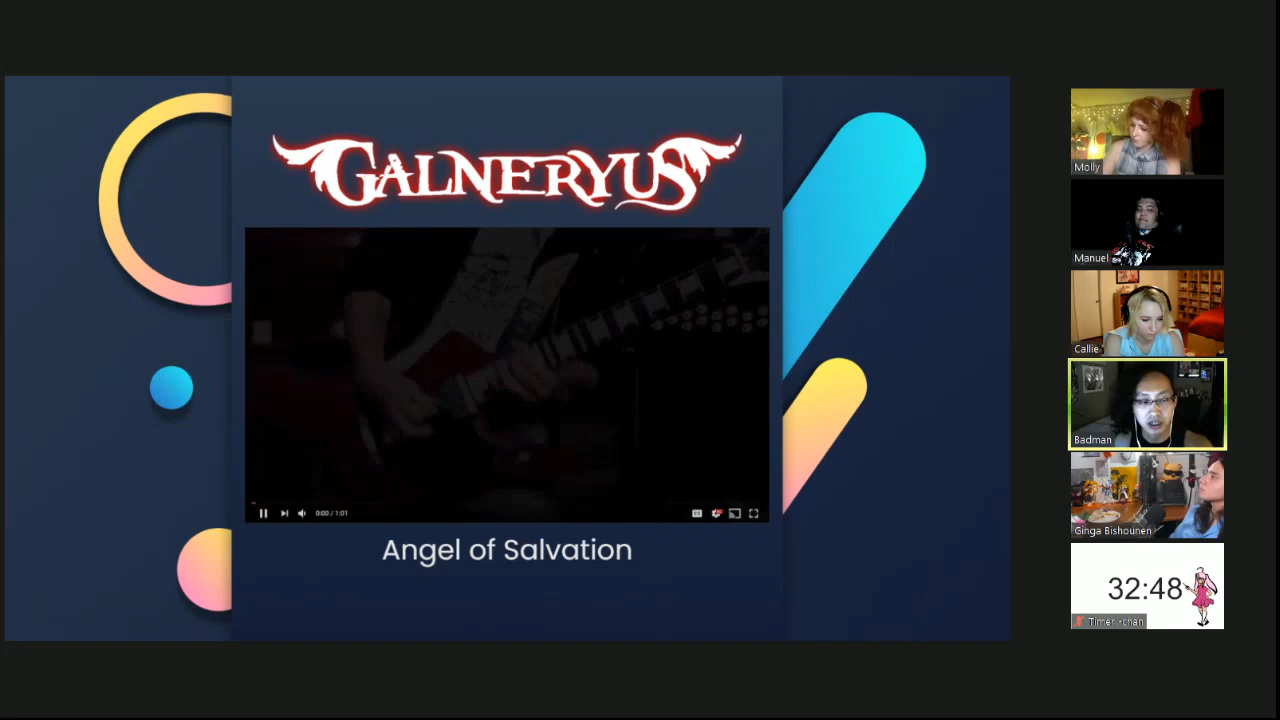 GALNERYUS
0:00 / 1:01
Angel of Salvation
Molly
Manuel
Callie
Badman
Ginga Bishounen
32:48
Timer -chan